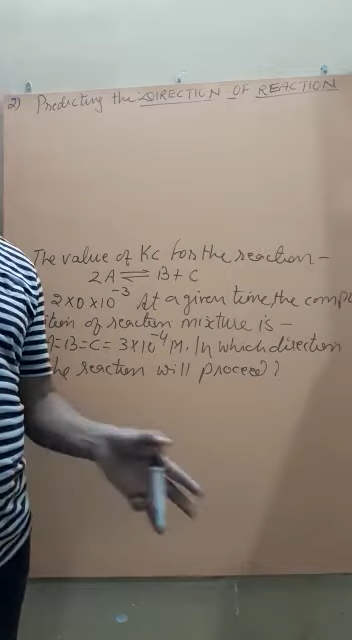 2) Predicting the DIRECTION OF REACTION
The value of Kc for the reaction -
2A ⇌ B + C
2×0×10⁻³ At a given time, the compo
ition of reaction mixture is -
=B=C= 3×10⁻⁴ M. In which direction
he reaction will proceed?